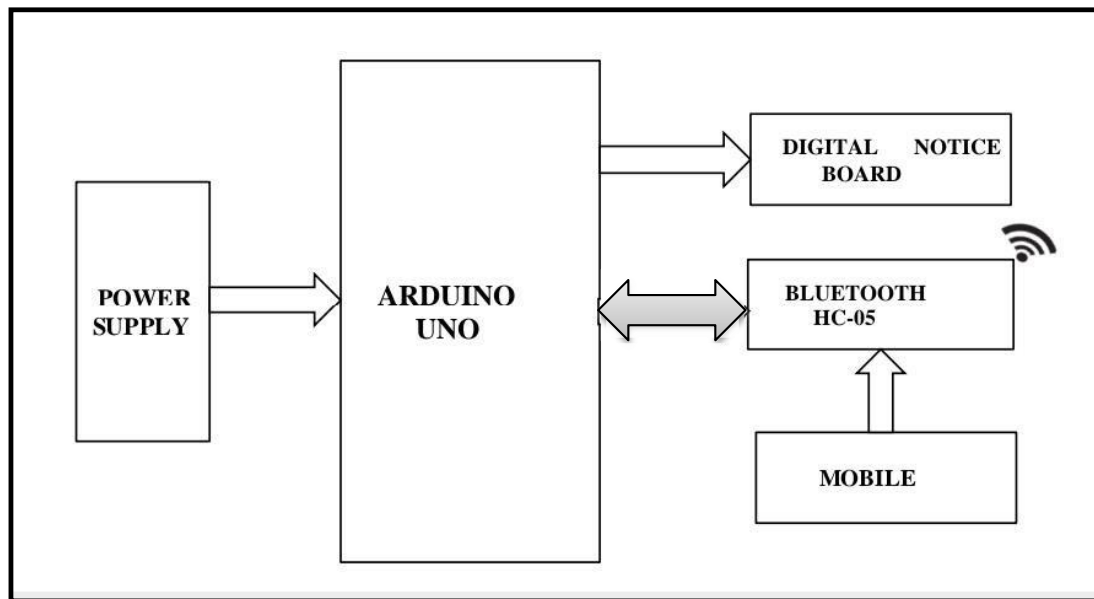 POWER
SUPPLY
ARDUINO
UNO
DIGITAL NOTICE
BOARD
BLUETOOTH
HC-05
MOBILE